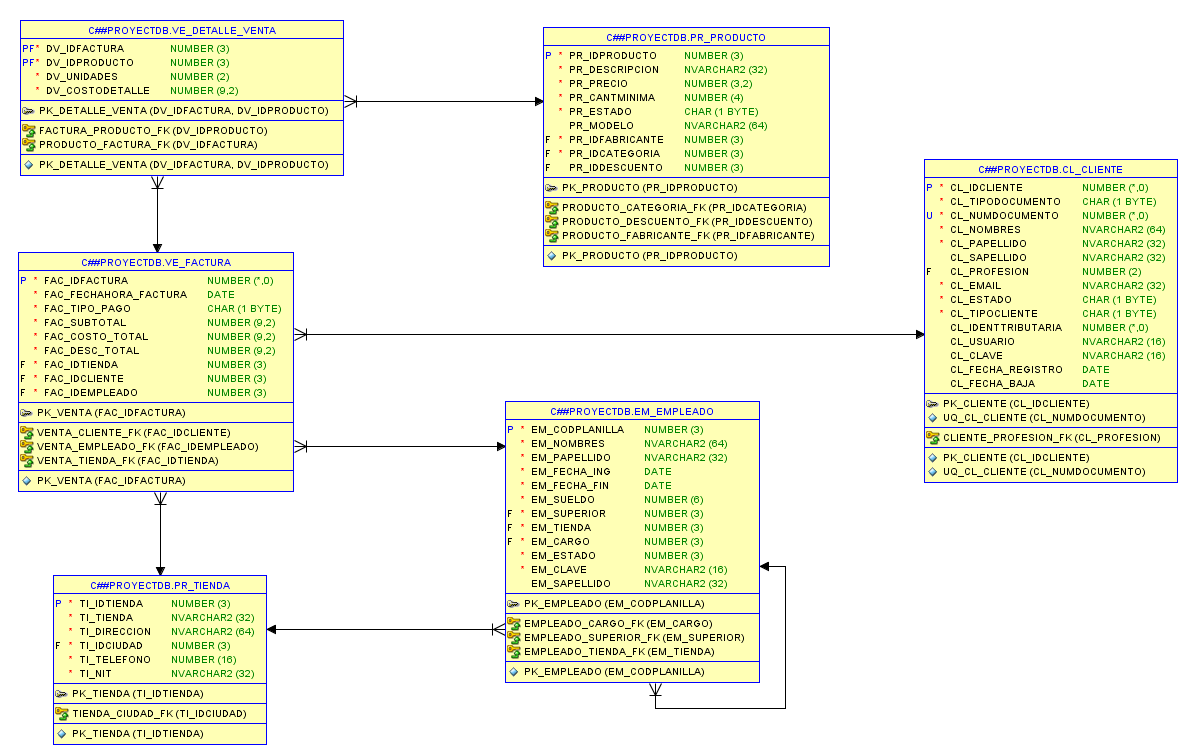 C##PROYECTDB.VE_DETALLE_VENTA
PF* DV_IDFACTURA NUMBER (3)
PF* DV_IDPRODUCTO NUMBER (3)
* DV_UNIDADES NUMBER (2)
* DV_COSTODETALLE NUMBER (9,2)
PK_DETALLE_VENTA (DV_IDFACTURA, DV_IDPRODUCTO)
FACTURA_PRODUCTO_FK (DV_IDPRODUCTO)
PRODUCTO_FACTURA_FK (DV_IDFACTURA)
PK_DETALLE_VENTA (DV_IDFACTURA, DV_IDPRODUCTO)
C##PROYECTDB.PR_PRODUCTO
P * PR_IDPRODUCTO NUMBER (3)
* PR_DESCRIPCION NVARCHAR2 (32)
* PR_PRECIO NUMBER (3,2)
* PR_CANTMINIMA NUMBER (4)
* PR_ESTADO CHAR (1 BYTE)
PR_MODELO NVARCHAR2 (64)
F * PR_IDFABRICANTE NUMBER (3)
F * PR_IDCATEGORIA NUMBER (3)
F PR_IDDESCUENTO NUMBER (3)
PK_PRODUCTO (PR_IDPRODUCTO)
PRODUCTO_CATEGORIA_FK (PR_IDCATEGORIA)
PRODUCTO_DESCUENTO_FK (PR_IDDESCUENTO)
PRODUCTO_FABRICANTE_FK (PR_IDFABRICANTE)
PK_PRODUCTO (PR_IDPRODUCTO)
C##PROYECTDB.CL_CLIENTE
P * CL_IDCLIENTE NUMBER (*,0)
* CL_TIPODOCUMENTO CHAR (1 BYTE)
U * CL_NUMDOCUMENTO NUMBER (*,0)
* CL_NOMBRES NVARCHAR2 (64)
* CL_PAPELLIDO NVARCHAR2 (32)
CL_SAPELLIDO NVARCHAR2 (32)
F CL_PROFESION NUMBER (2)
* CL_EMAIL NVARCHAR2 (32)
* CL_ESTADO CHAR (1 BYTE)
* CL_TIPOCLIENTE CHAR (1 BYTE)
CL_IDENTTRIBUTARIA NUMBER (*,0)
CL_USUARIO NVARCHAR2 (16)
CL_CLAVE NVARCHAR2 (16)
CL_FECHA_REGISTRO DATE
CL_FECHA_BAJA DATE
PK_CLIENTE (CL_IDCLIENTE)
UQ_CL_CLIENTE (CL_NUMDOCUMENTO)
CLIENTE_PROFESION_FK (CL_PROFESION)
PK_CLIENTE (CL_IDCLIENTE)
UQ_CL_CLIENTE (CL_NUMDOCUMENTO)
C##PROYECTDB.VE_FACTURA
P * FAC_IDFACTURA NUMBER (*,0)
* FAC_FECHAHORA_FACTURA DATE
* FAC_TIPO_PAGO CHAR (1 BYTE)
* FAC_SUBTOTAL NUMBER (9,2)
* FAC_COSTO_TOTAL NUMBER (9,2)
* FAC_DESC_TOTAL NUMBER (9,2)
F * FAC_IDTIENDA NUMBER (3)
F * FAC_IDCLIENTE NUMBER (3)
F * FAC_IDEMPLEADO NUMBER (3)
PK_VENTA (FAC_IDFACTURA)
VENTA_CLIENTE_FK (FAC_IDCLIENTE)
VENTA_EMPLEADO_FK (FAC_IDEMPLEADO)
VENTA_TIENDA_FK (FAC_IDTIENDA)
PK_VENTA (FAC_IDFACTURA)
C##PROYECTDB.EM_EMPLEADO
P * EM_CODPLANILLA NUMBER (3)
* EM_NOMBRES NVARCHAR2 (64)
* EM_PAPELLIDO NVARCHAR2 (32)
* EM_FECHA_ING DATE
* EM_FECHA_FIN DATE
* EM_SUELDO NUMBER (6)
F * EM_SUPERIOR NUMBER (3)
F * EM_TIENDA NUMBER (3)
F * EM_CARGO NUMBER (3)
* EM_ESTADO NUMBER (3)
* EM_CLAVE NVARCHAR2 (16)
EM_SAPELLIDO NVARCHAR2 (32)
PK_EMPLEADO (EM_CODPLANILLA)
EMPLEADO_CARGO_FK (EM_CARGO)
EMPLEADO_SUPERIOR_FK (EM_SUPERIOR)
EMPLEADO_TIENDA_FK (EM_TIENDA)
PK_EMPLEADO (EM_CODPLANILLA)
C##PROYECTDB.PR_TIENDA
P * TI_IDTIENDA NUMBER (3)
* TI_TIENDA NVARCHAR2 (32)
* TI_DIRECCION NVARCHAR2 (64)
F * TI_IDCIUDAD NUMBER (3)
* TI_TELEFONO NUMBER (16)
* TI_NIT NVARCHAR2 (32)
PK_TIENDA (TI_IDTIENDA)
TIENDA_CIUDAD_FK (TI_IDCIUDAD)
PK_TIENDA (TI_IDTIENDA)